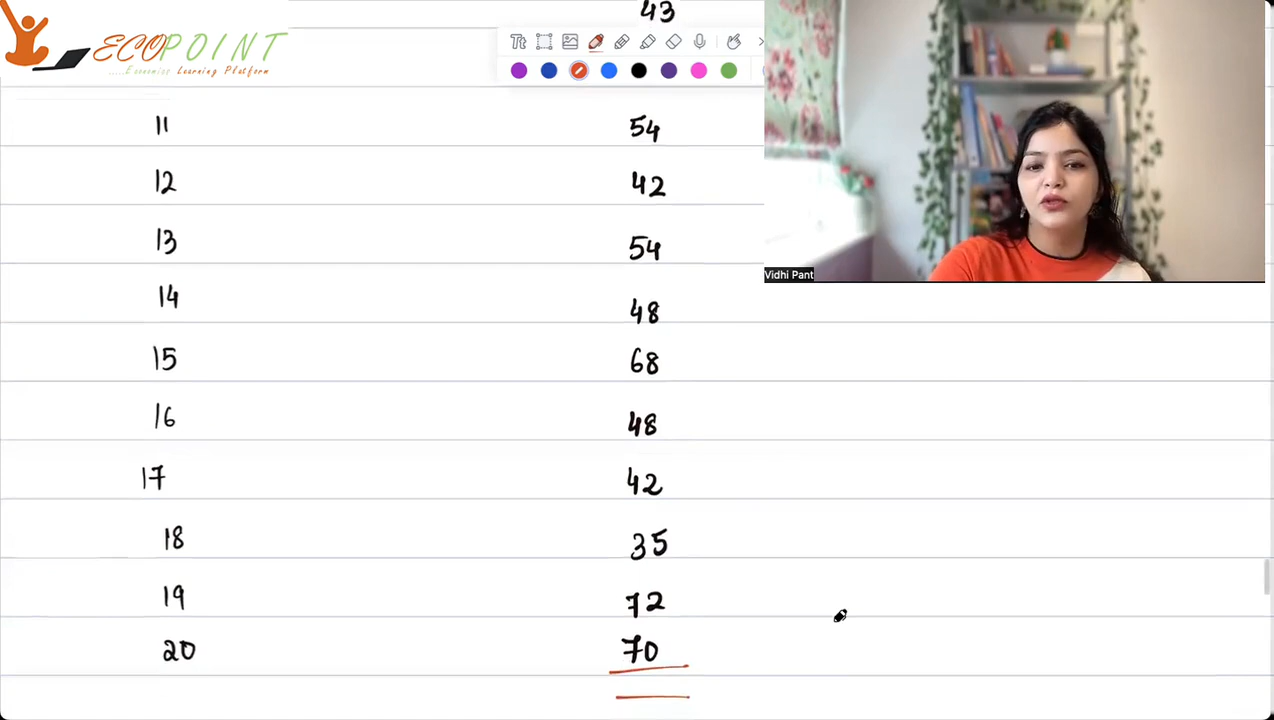 43
ECOPOINT
.....Economics Learning Platform
Tt
11 54
12 42
13 54
14 48
15 68
16 48
17 42
18 35
19 72
20 70
Vidhi Pant